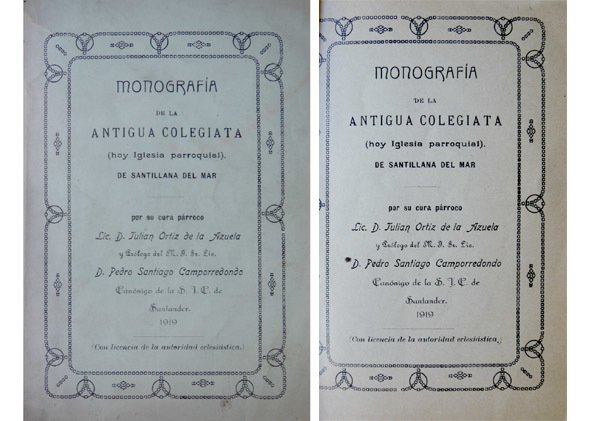 MONOGRAFÍA
DE LA
ANTIGUA COLEGIATA
(hoy Iglesia parroquial),
DE SANTILLANA DEL MAR
por su cura párroco
Lic. D. Julian Ortiz de la Azuela
y Prólogo del M. I. Sr. Lic.
D. Pedro Santiago Camporredondo
Canónigo de la S. I. C. de
Santander.
1919
(Con licencia de la autoridad eclesiástica.)
MONOGRAFÍA
DE LA
ANTIGUA COLEGIATA
(hoy Iglesia parroquial),
DE SANTILLANA DEL MAR
por su cura párroco
Lic. D. Julian Ortiz de la Azuela
y Prólogo del M. I. Sr. Lic.
D. Pedro Santiago Camporredondo
Canónigo de la S. I. C. de
Santander.
1919
(Con licencia de la autoridad eclesiástica.)